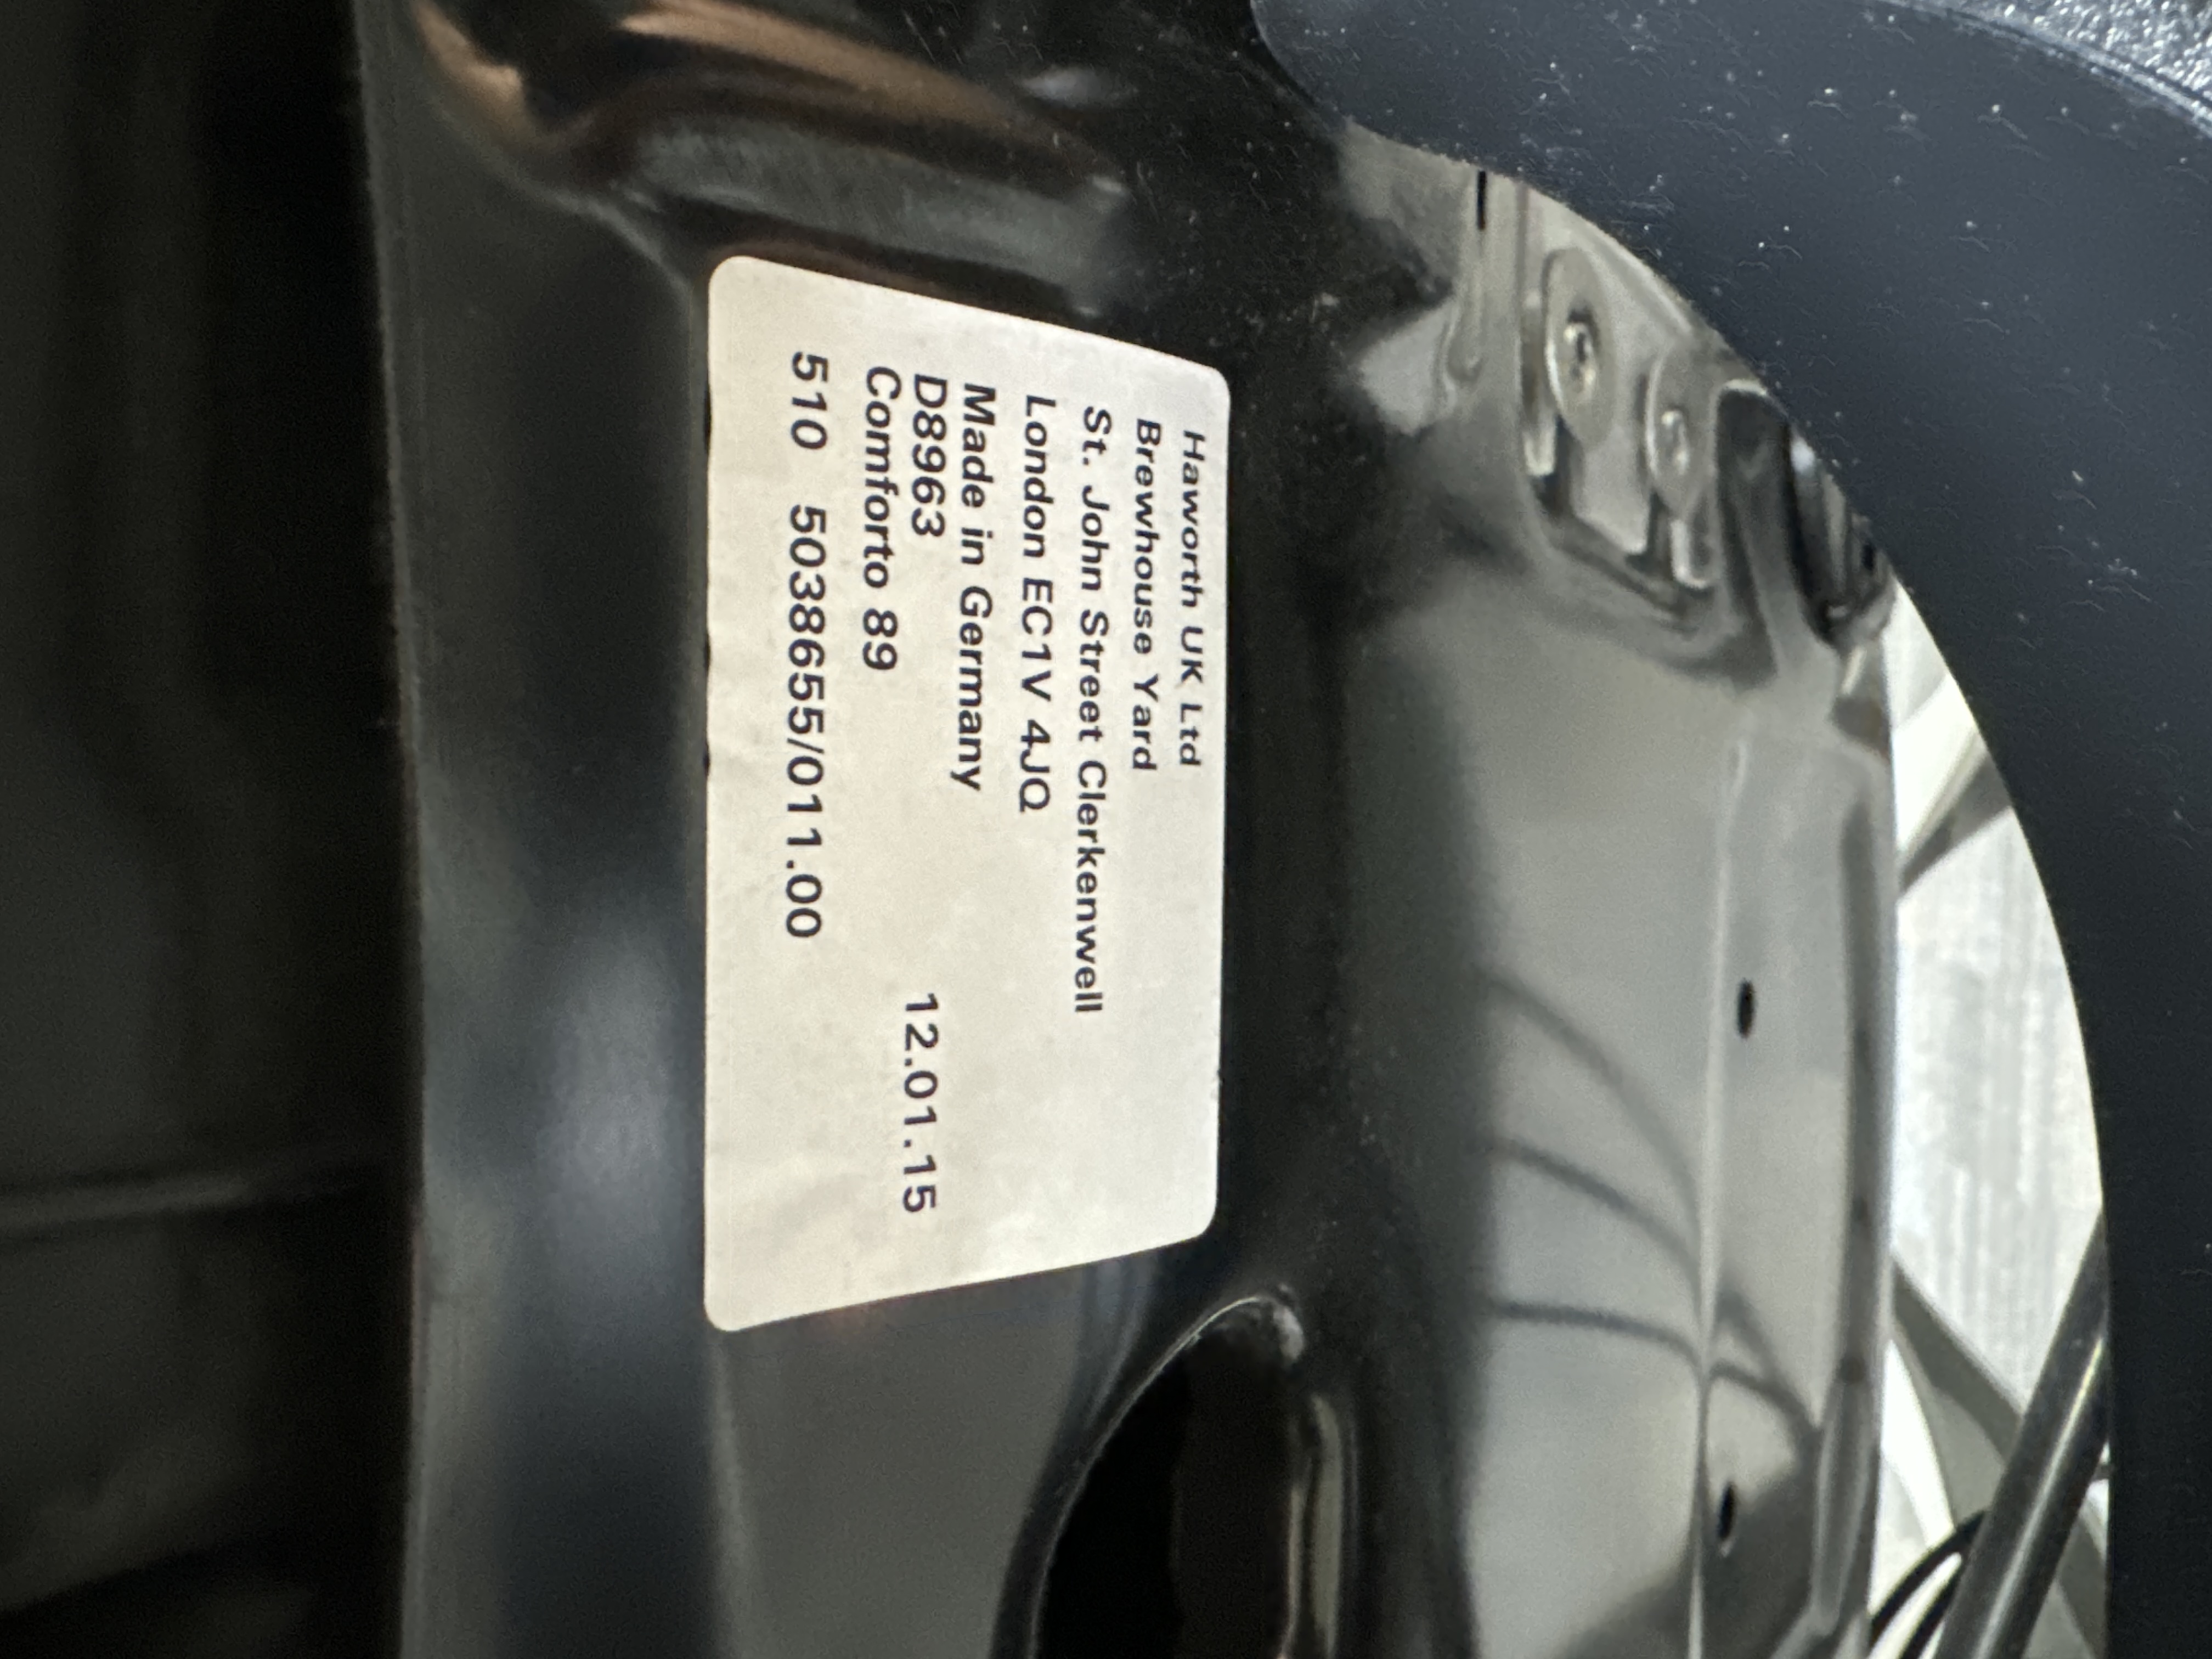 Haworth UK Ltd
Brewhouse Yard
St. John Street Clerkenwell
London EC1V 4JQ
Made in Germany
D8963 12.01.15
Comforto 89
510 5038655/011.00